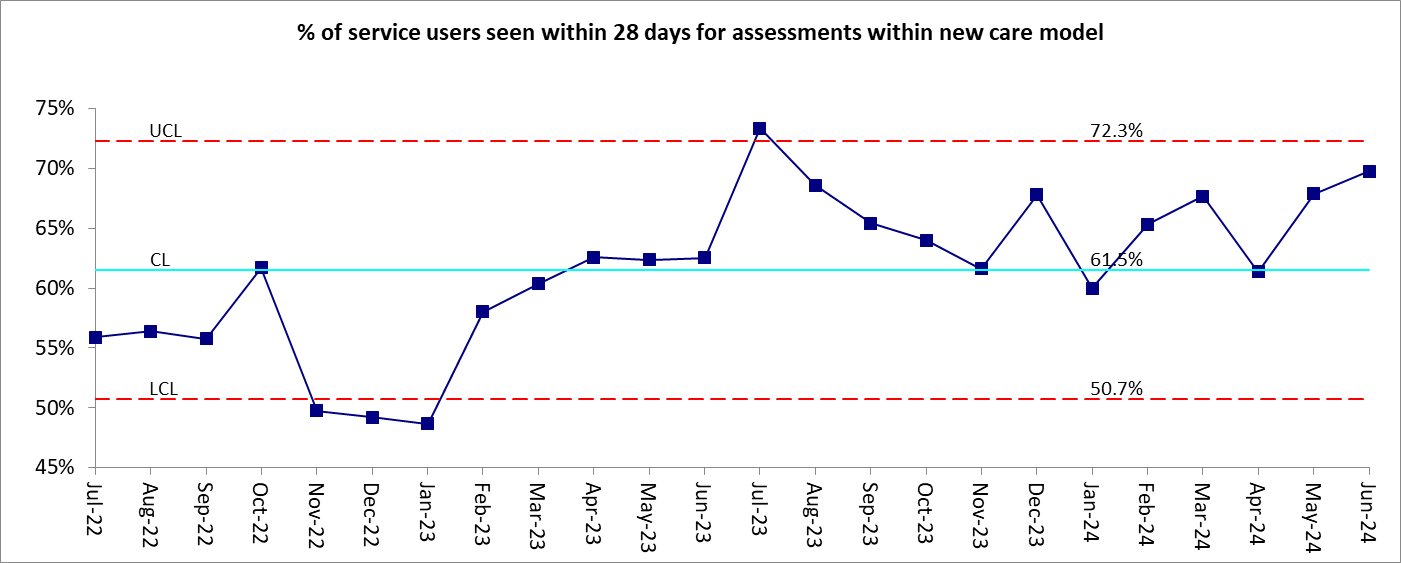 % of service users seen within 28 days for assessments within new care model
75%
UCL
72.3%
70%
65%
CL
61.5%
60%
55%
LCL
50.7%
50%
45%
Jul-22
Aug-22
Sep-22
Oct-22
Nov-22
Dec-22
Jan-23
Feb-23
Mar-23
Apr-23
May-23
Jun-23
Jul-23
Aug-23
Sep-23
Oct-23
Nov-23
Dec-23
Jan-24
Feb-24
Mar-24
Apr-24
May-24
Jun-24